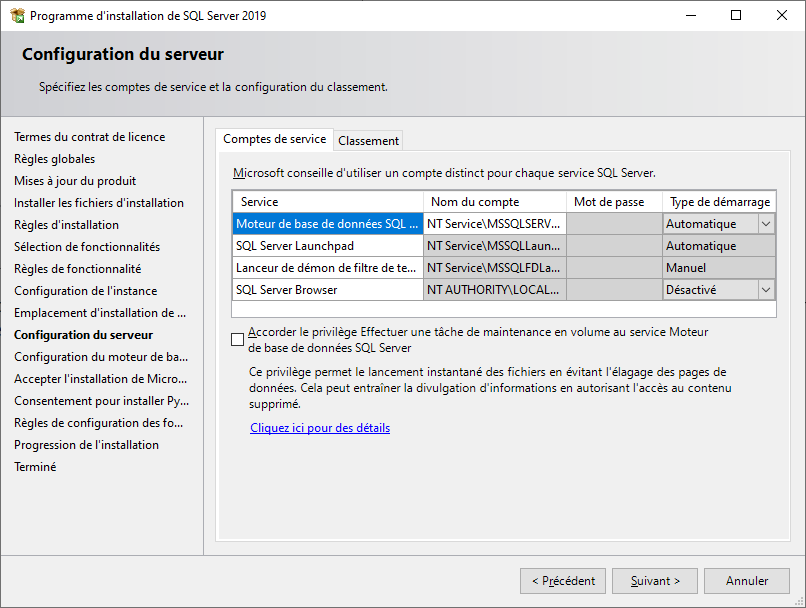 Programme d'installation de SQL Server 2019
Configuration du serveur
Spécifiez les comptes de service et la configuration du classement.
Termes du contrat de licence
Règles globales
Mises à jour du produit
Installer les fichiers d'installation
Règles d'installation
Sélection de fonctionnalités
Règles de fonctionnalité
Configuration de l'instance
Emplacement d'installation de ...
Configuration du serveur
Configuration du moteur de ba...
Accepter l'installation de Micro...
Consentement pour installer Py...
Règles de configuration des fo...
Progression de l'installation
Terminé
Comptes de service Classement
Microsoft conseille d'utiliser un compte distinct pour chaque service SQL Server.
Service Nom du compte Mot de passe Type de démarrage
Moteur de base de données SQL ... NT Service\MSSQLSERV... Automatique
SQL Server Launchpad NT Service\MSSQLLaun... Automatique
Lanceur de démon de filtre de te... NT Service\MSSQLFDLa... Manuel
SQL Server Browser NT AUTHORITY\LOCAL... Désactivé
Accorder le privilège Effectuer une tâche de maintenance en volume au service Moteur
de base de données SQL Server
Ce privilège permet le lancement instantané des fichiers en évitant l'élagage des pages de
données. Cela peut entraîner la divulgation d'informations en autorisant l'accès au contenu
supprimé.
Cliquez ici pour des détails
< Précédent Suivant > Annuler